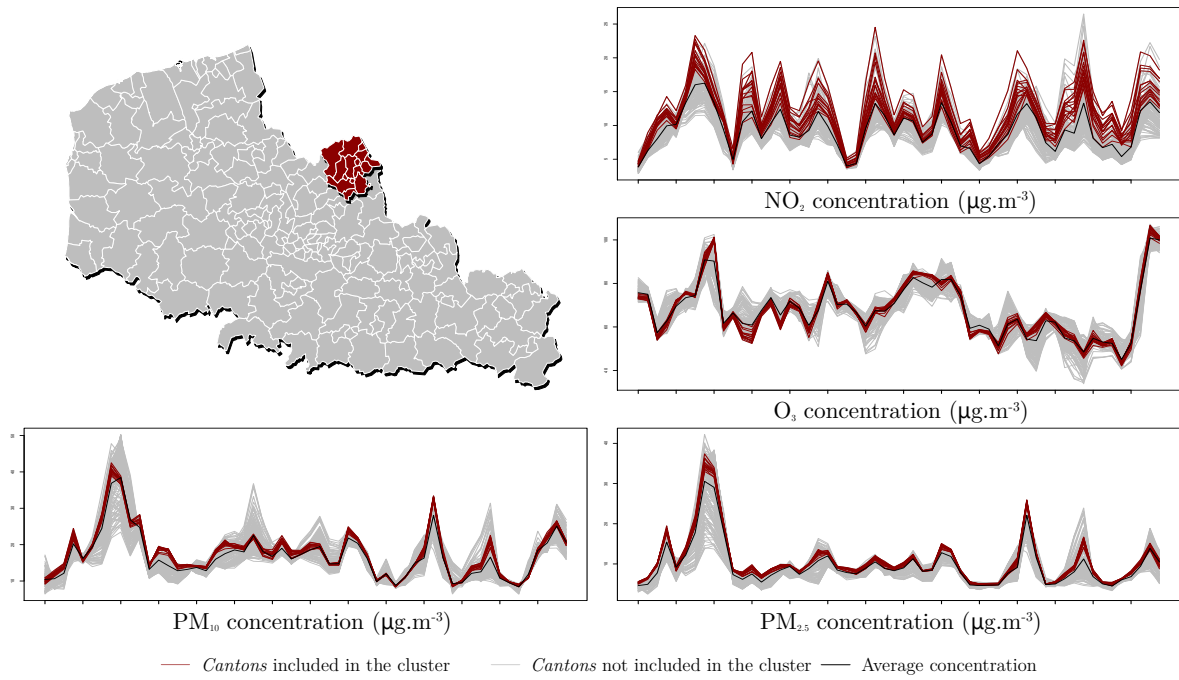 NO₂ concentration (μg.m⁻³)
O₃ concentration (μg.m⁻³)
PM₁₀ concentration (μg.m⁻³)
PM₂.₅ concentration (μg.m⁻³)
Cantons included in the cluster
Cantons not included in the cluster
Average concentration